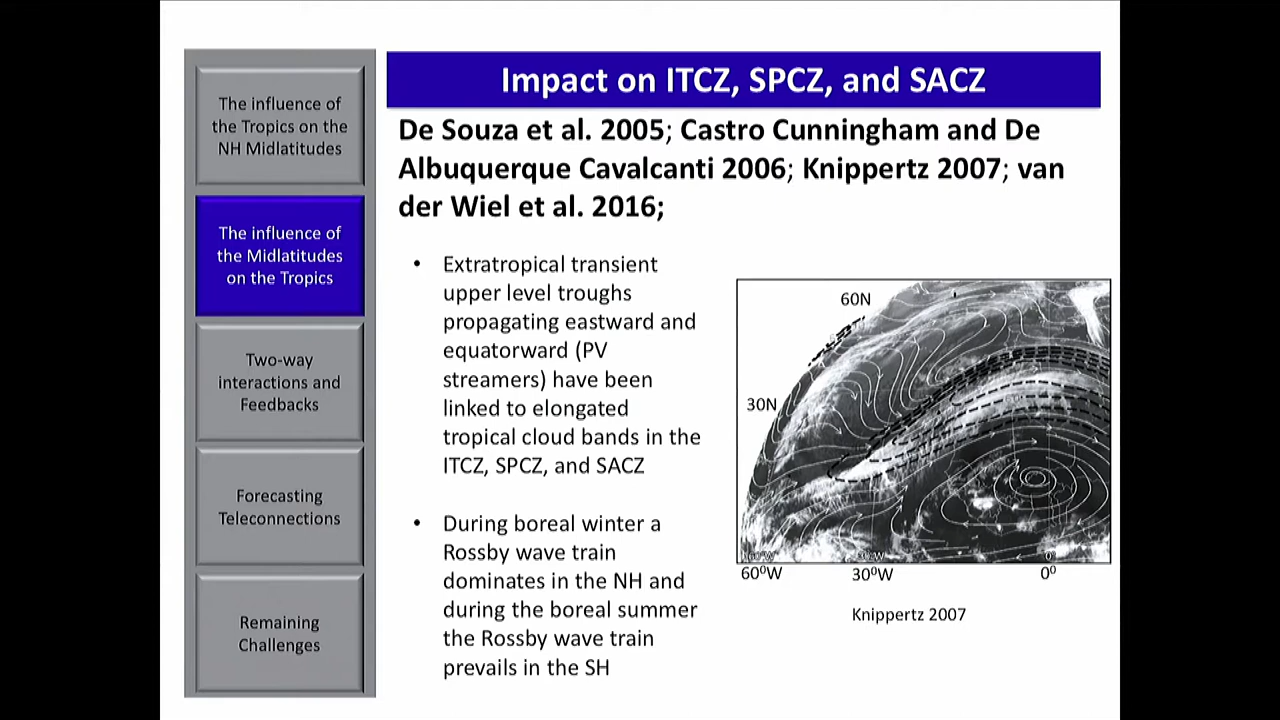 The influence of
the Tropics on the
NH Midlatitudes
The influence of
the Midlatitudes
on the Tropics
Two-way
interactions and
Feedbacks
Forecasting
Teleconnections
Remaining
Challenges
Impact on ITCZ, SPCZ, and SACZ
De Souza et al. 2005; Castro Cunningham and De
Albuquerque Cavalcanti 2006; Knippertz 2007; van
der Wiel et al. 2016;
• Extratropical transient
upper level troughs
propagating eastward and
equatorward (PV
streamers) have been
linked to elongated
tropical cloud bands in the
ITCZ, SPCZ, and SACZ
• During boreal winter a
Rossby wave train
dominates in the NH and
during the boreal summer
the Rossby wave train
prevails in the SH
60N
30N
60⁰W 30⁰W 0⁰
Knippertz 2007